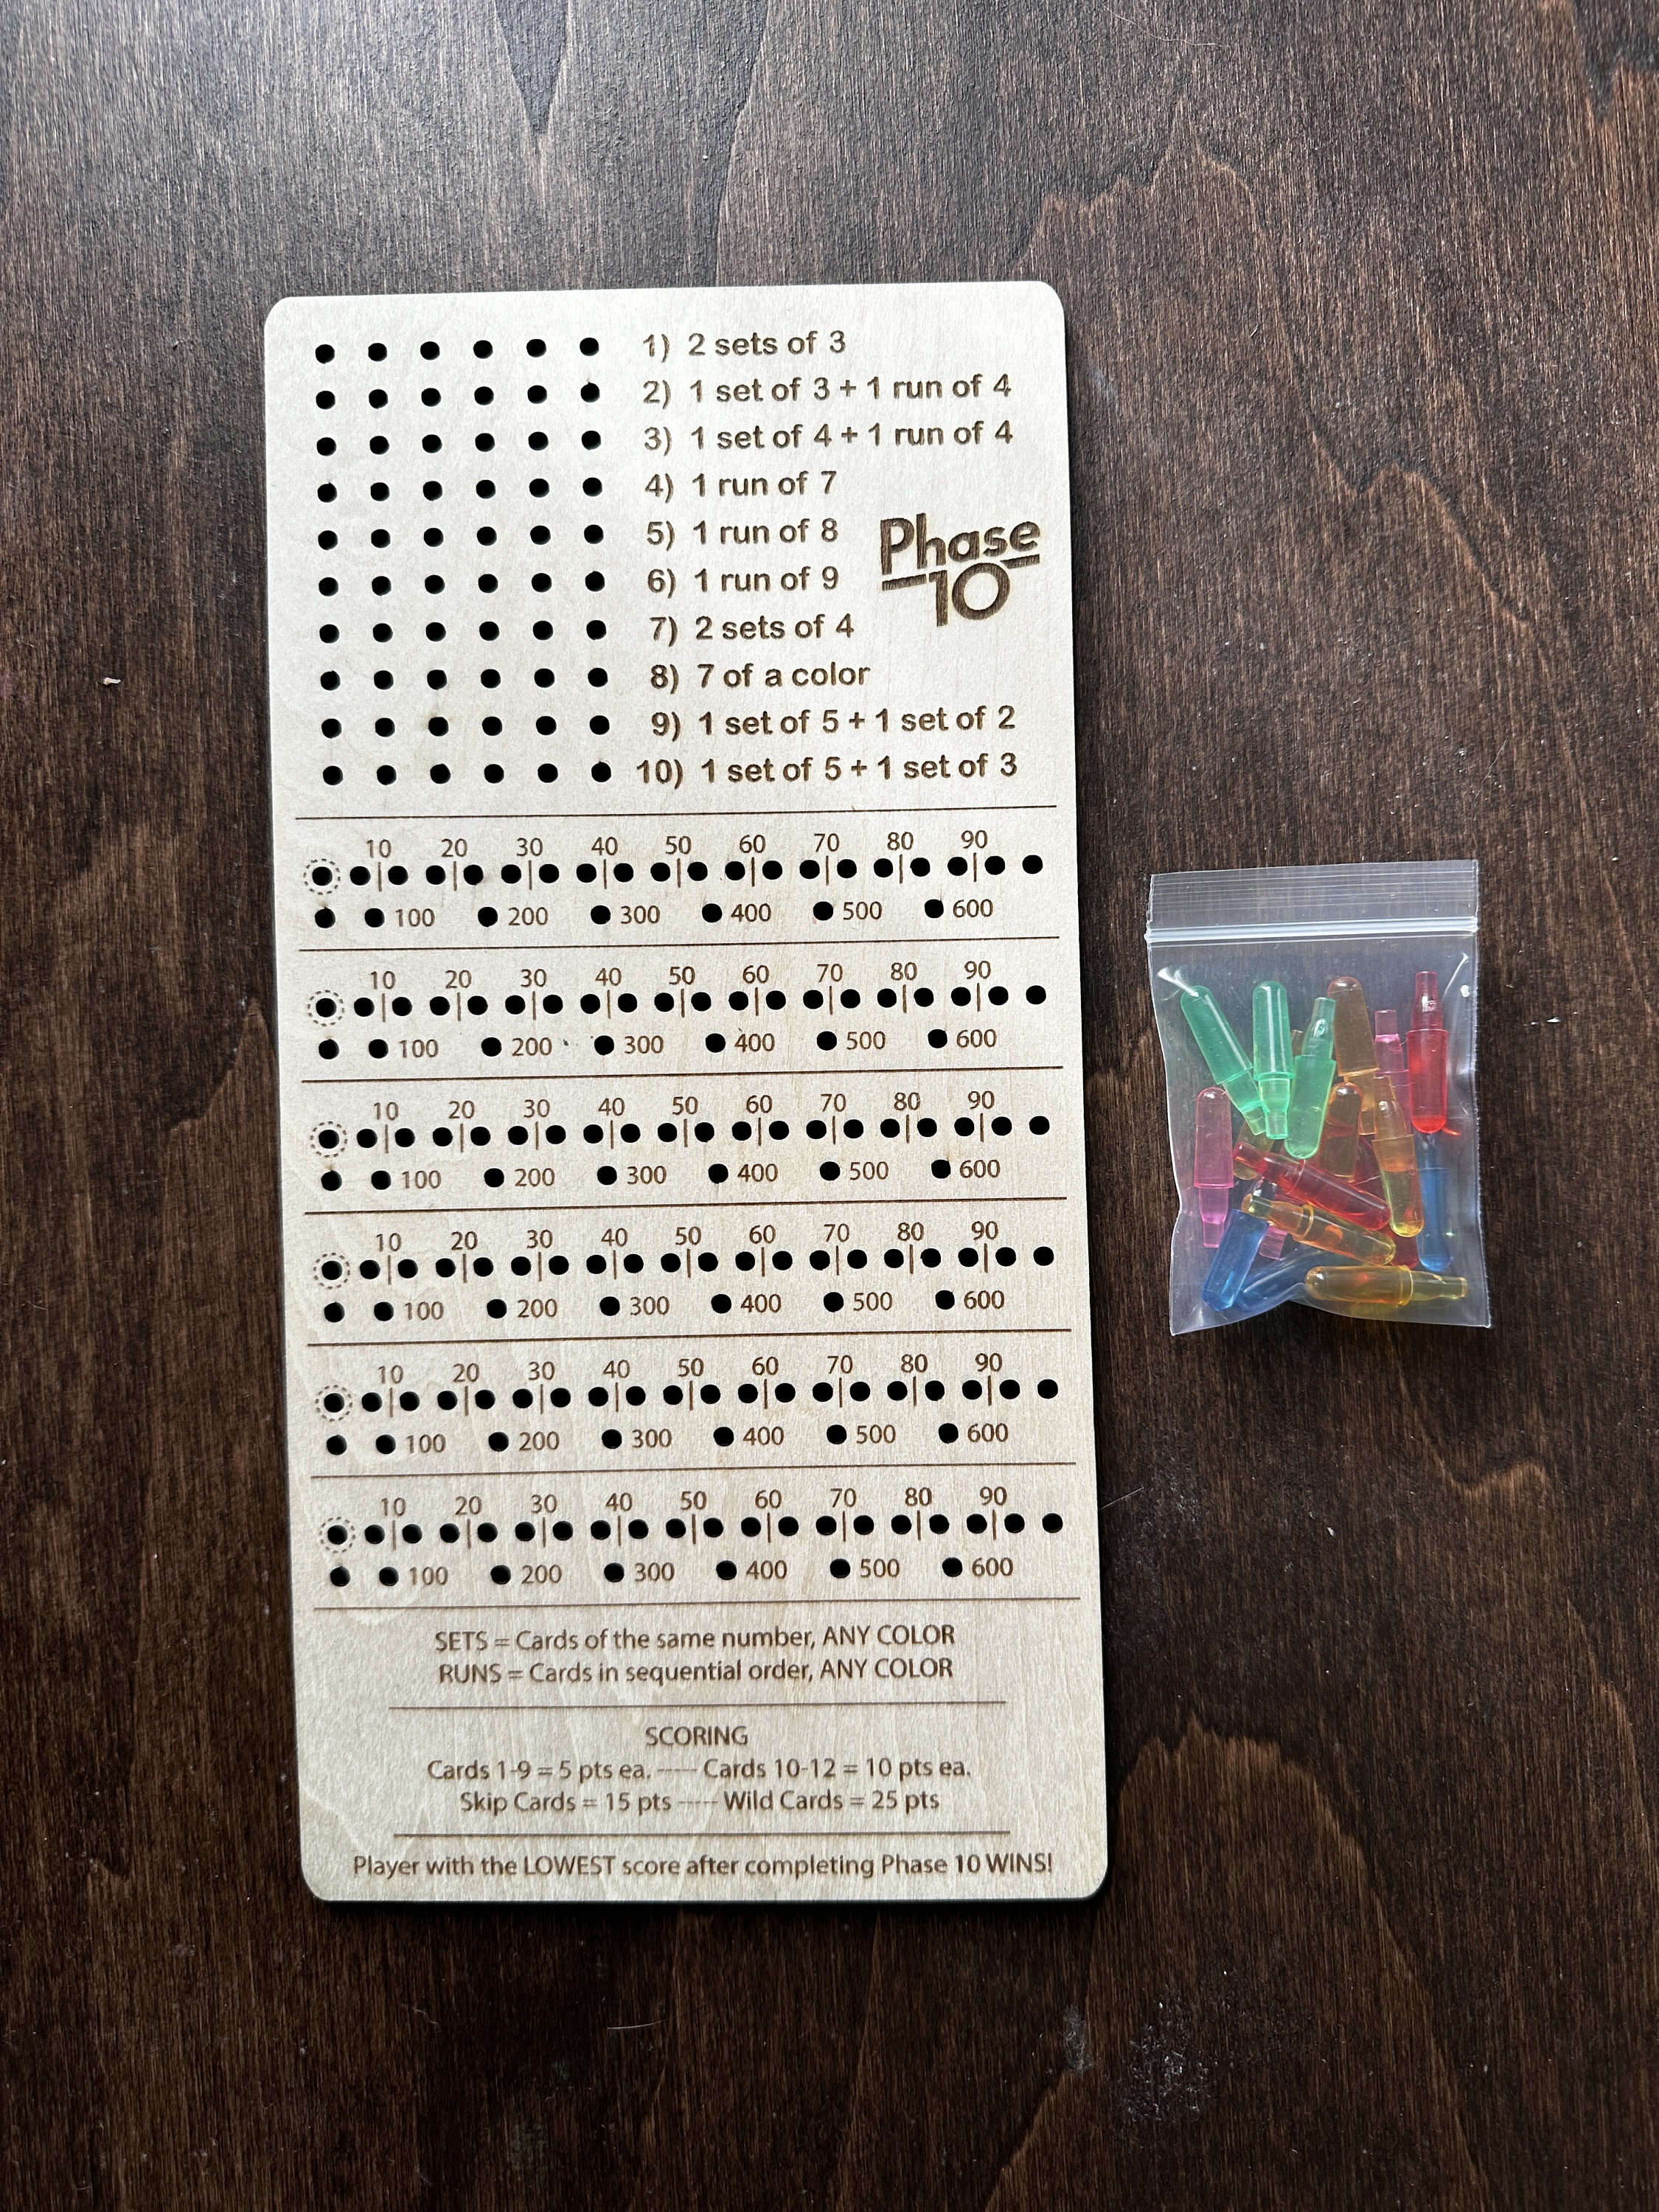 1) 2 sets of 3
2) 1 set of 3 + 1 run of 4
3) 1 set of 4 + 1 run of 4
4) 1 run of 7
5) 1 run of 8
6) 1 run of 9
7) 2 sets of 4
8) 7 of a color
9) 1 set of 5 + 1 set of 2
10) 1 set of 5 + 1 set of 3
Phase
10
10 20 30 40 50 60 70 80 90
100 200 300 400 500 600
10 20 30 40 50 60 70 80 90
100 200 300 400 500 600
10 20 30 40 50 60 70 80 90
100 200 300 400 500 600
10 20 30 40 50 60 70 80 90
100 200 300 400 500 600
10 20 30 40 50 60 70 80 90
100 200 300 400 500 600
10 20 30 40 50 60 70 80 90
100 200 300 400 500 600
SETS = Cards of the same number, ANY COLOR
RUNS = Cards in sequential order, ANY COLOR
SCORING
Cards 1-9 = 5 pts ea. ----- Cards 10-12 = 10 pts ea.
Skip Cards = 15 pts ----- Wild Cards = 25 pts
Player with the LOWEST score after completing Phase 10 WINS!